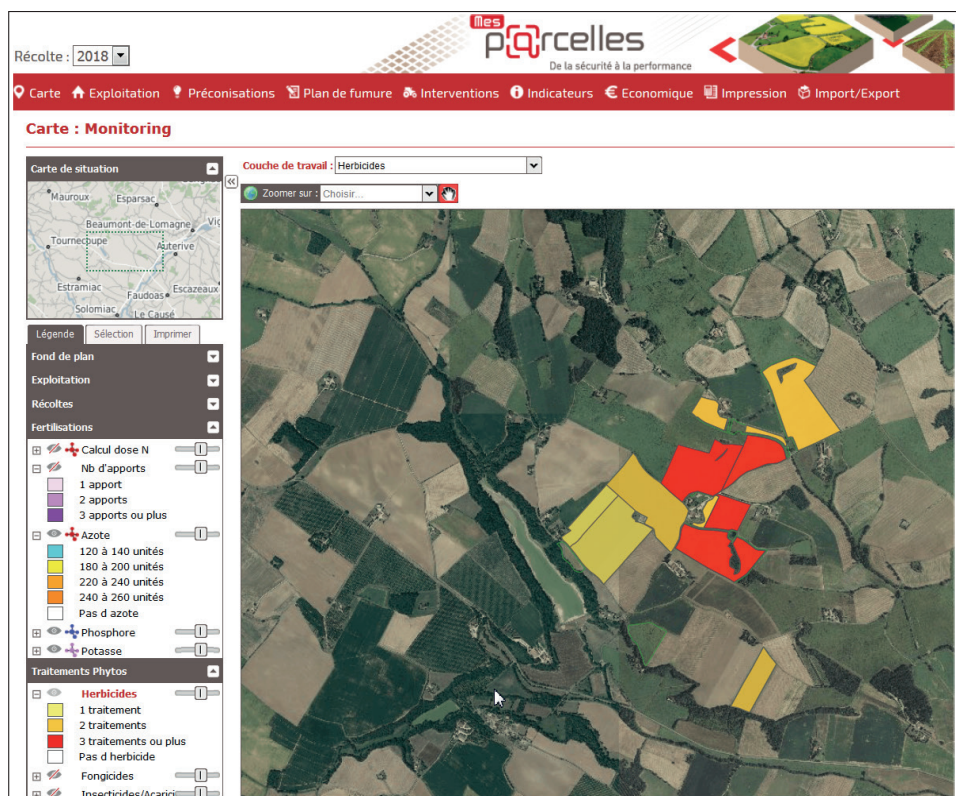 Mes
p@rcelles
De la sécurité à la performance
Récolte : 2018
Carte Exploitation Préconisations Plan de fumure Interventions Indicateurs Economique Impression Import/Export
Carte : Monitoring
Carte de situation
Couche de travail : Herbicides
Zoomer sur : Choisir...
Mauroux
Esparsac
Beaumont-de-Lomagne
Tournecoupe
Auterive
Estramiac
Escazeaux
Faudoas
Solomiac
Le Causé
Légende Sélection Imprimer
Fond de plan
Exploitation
Récoltes
Fertilisations
Calcul dose N
Nb d'apports
1 apport
2 apports
3 apports ou plus
Azote
120 à 140 unités
180 à 200 unités
220 à 240 unités
240 à 260 unités
Pas d azote
Phosphore
Potasse
Traitements Phytos
Herbicides
1 traitement
2 traitements
3 traitements ou plus
Pas d herbicide
Fongicides
Insecticides/Acarici